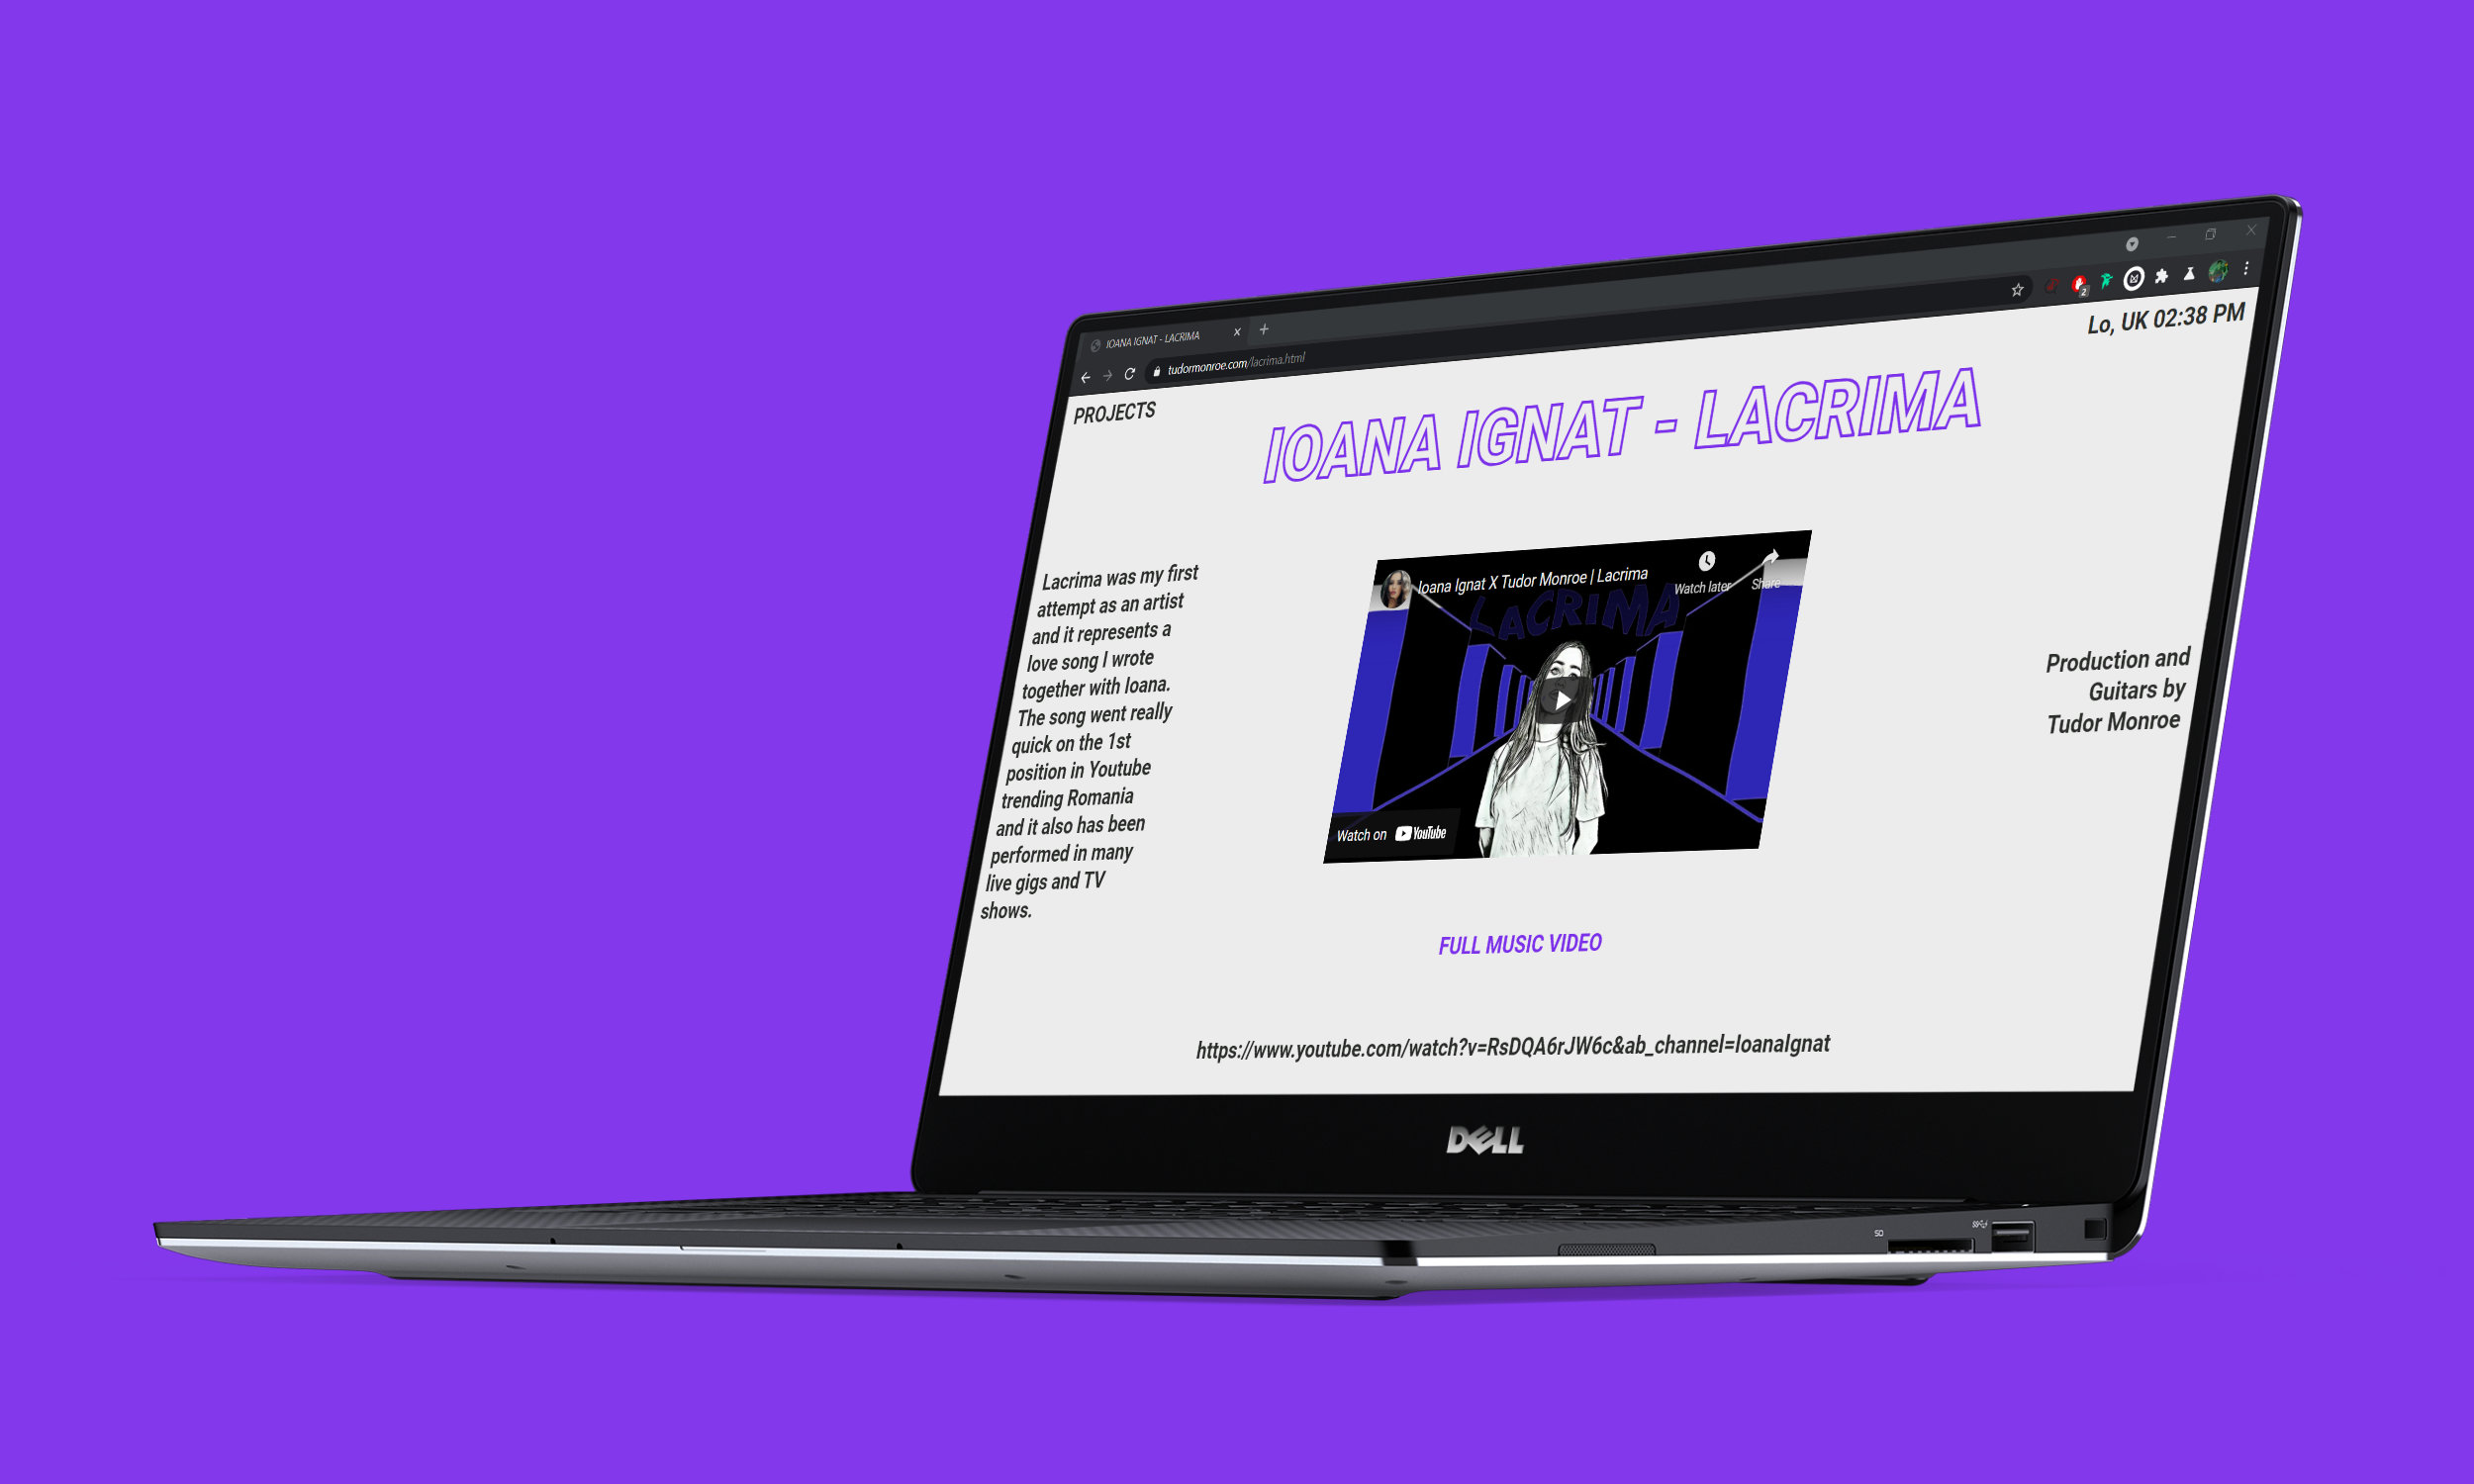 IOANA IGNAT - LACRIMA
tudormonroe.com/lacrima.html
2
PROJECTS
Lo, UK 02:38 PM
IOANA IGNAT - LACRIMA
Lacrima was my first
attempt as an artist
and it represents a
love song I wrote
together with Ioana.
The song went really
quick on the 1st
position in Youtube
trending Romania
and it also has been
performed in many
live gigs and TV
shows.
Ioana Ignat X Tudor Monroe | Lacrima
Watch later
Share
LACRIMA
Watch on YouTube
Production and
Guitars by
Tudor Monroe
FULL MUSIC VIDEO
https://www.youtube.com/watch?v=RsDQA6rJW6c&ab_channel=IoanaIgnat
DELL
SD